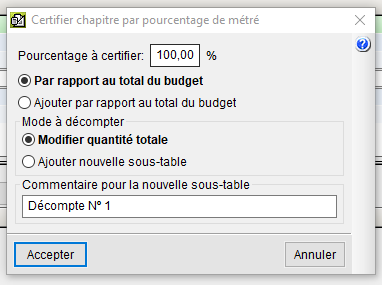 Certifier chapitre par pourcentage de métré
Pourcentage à certifier: 100,00 %
Par rapport au total du budget
Ajouter par rapport au total du budget
Mode à décompter
Modifier quantité totale
Ajouter nouvelle sous-table
Commentaire pour la nouvelle sous-table
Décompte Nº 1
Accepter Annuler